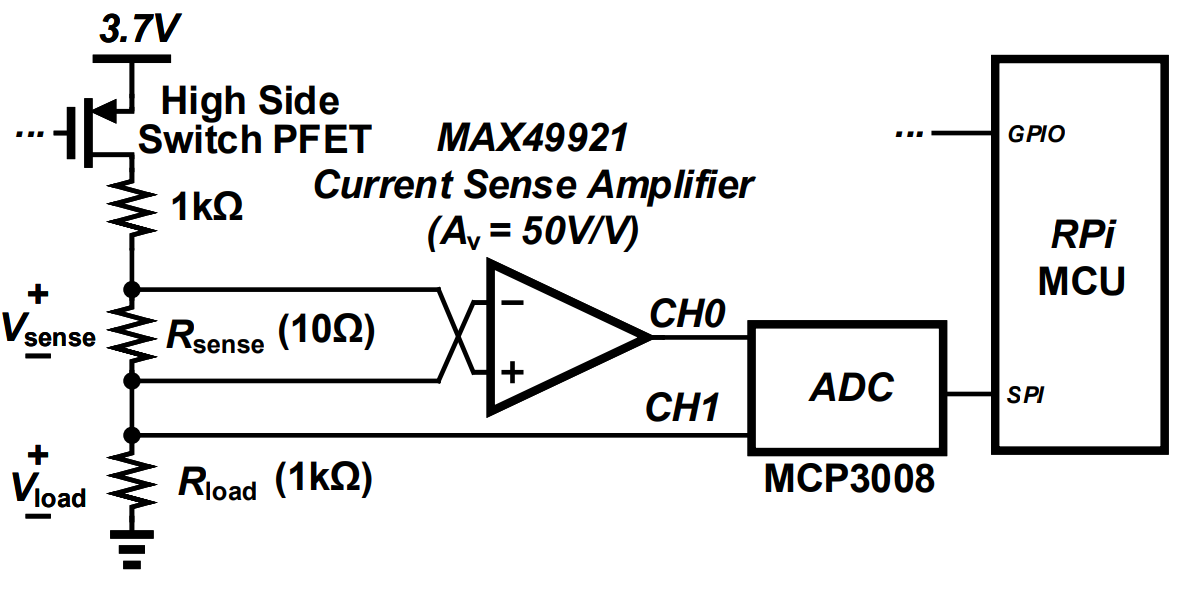 3.7V
High Side
Switch PFET
...
1kΩ
MAX49921
Current Sense Amplifier
(Av = 50V/V)
...
GPIO
RPi
MCU
+
Vsense
−
Rsense (10Ω)
−
+
CH0
ADC
SPI
CH1
MCP3008
+
Vload
−
Rload (1kΩ)